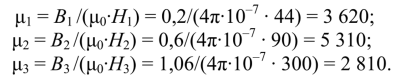 μ₁ = B₁ /(μ₀·H₁) = 0,2/(4π·10⁻⁷ · 44) = 3 620;
μ₂ = B₂ /(μ₀·H₂) = 0,6/(4π·10⁻⁷ · 90) = 5 310;
μ₃ = B₃ /(μ₀·H₃) = 1,06/(4π·10⁻⁷ · 300) = 2 810.